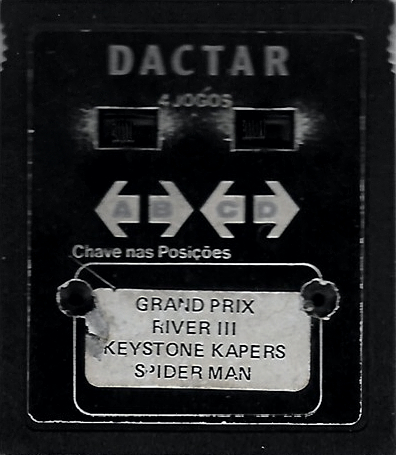 DACTAR
4 JOGOS
A B C D
Chave nas Posições
GRAND PRIX
RIVER III
KEYSTONE KAPERS
SPIDER MAN